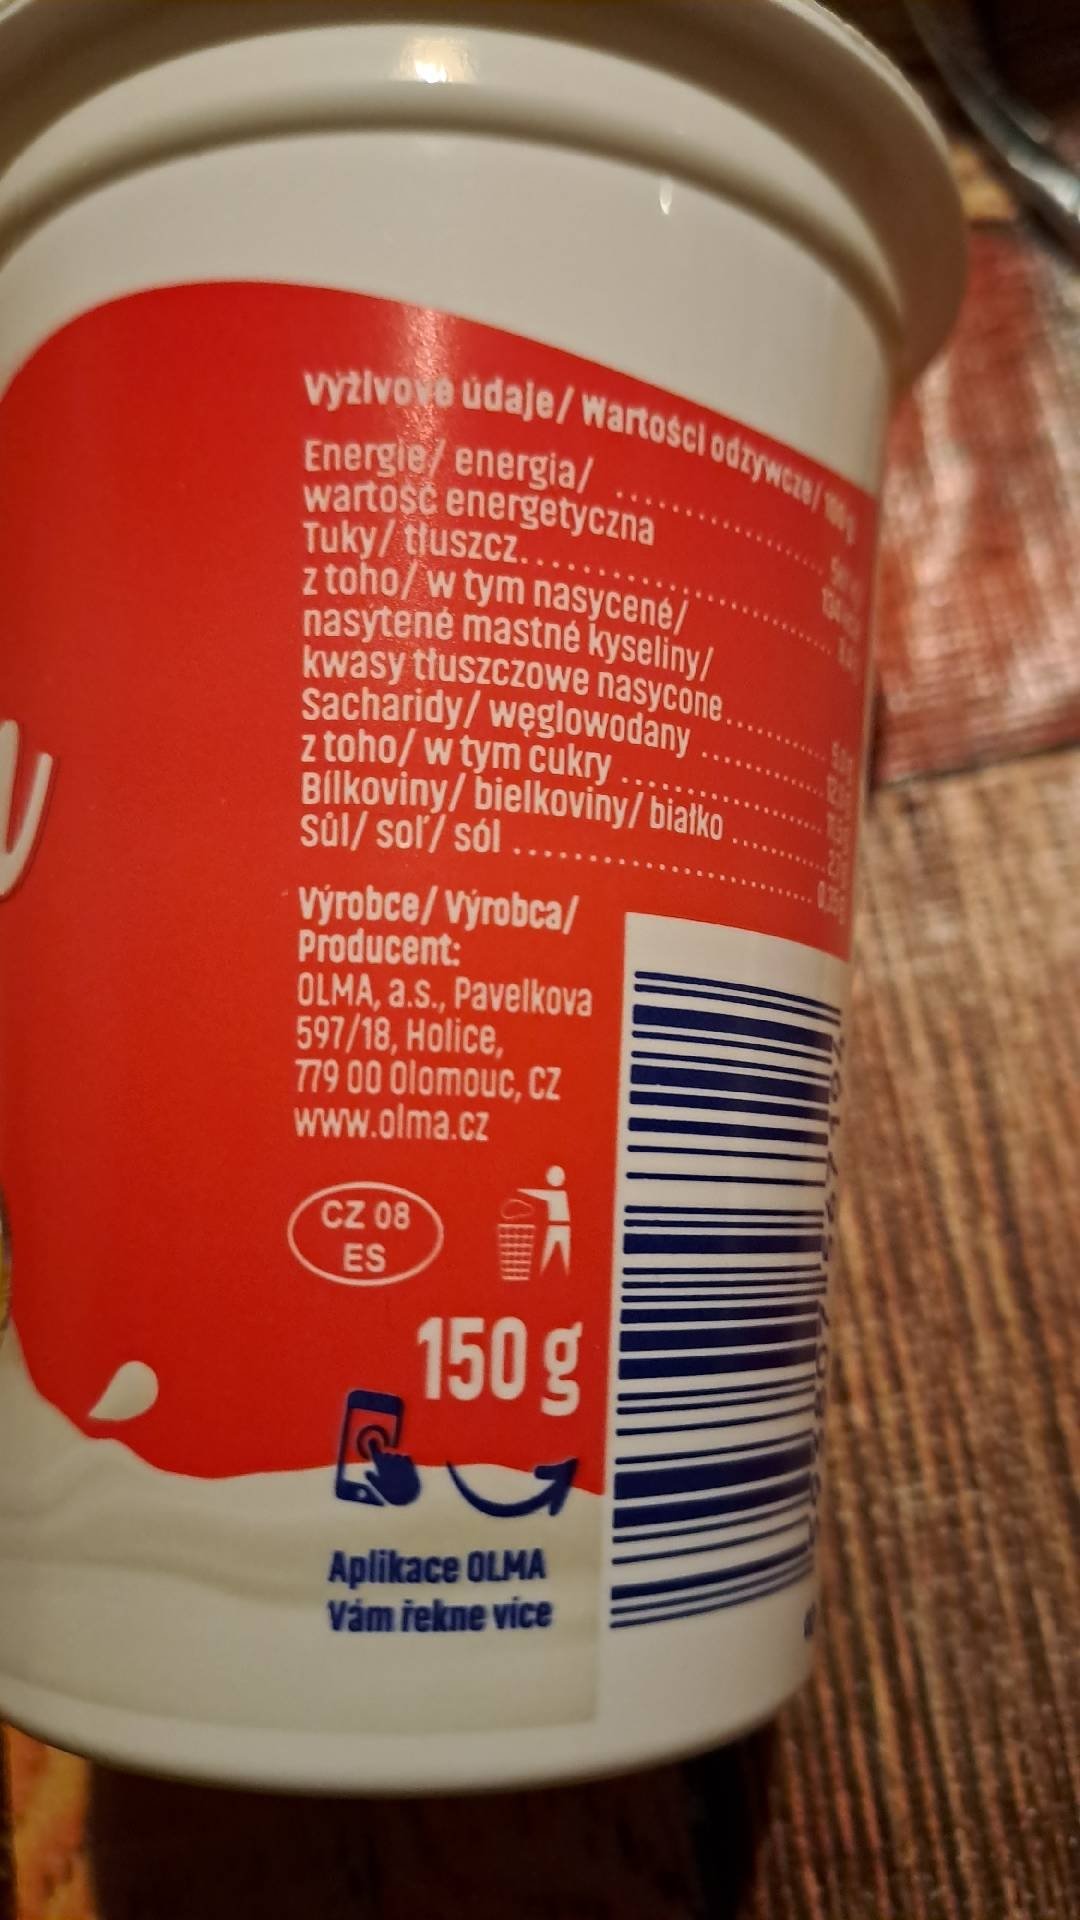 Výživové údaje/ Wartości odżywcze/ 100 g
Energie/ energia/
wartość energetyczna
Tuky/ tłuszcz
z toho/ w tym nasycené/
nasýtené mastné kyseliny/
kwasy tłuszczowe nasycone
Sacharidy/ węglowodany
z toho/ w tym cukry
Bílkoviny/ bielkoviny/ białko
Sůl/ soľ/ sól
Výrobce/ Výrobca/
Producent:
OLMA, a.s., Pavelkova
597/18, Holice,
779 00 Olomouc, CZ
www.olma.cz
CZ 08
ES
150 g
Aplikace OLMA
Vám řekne více